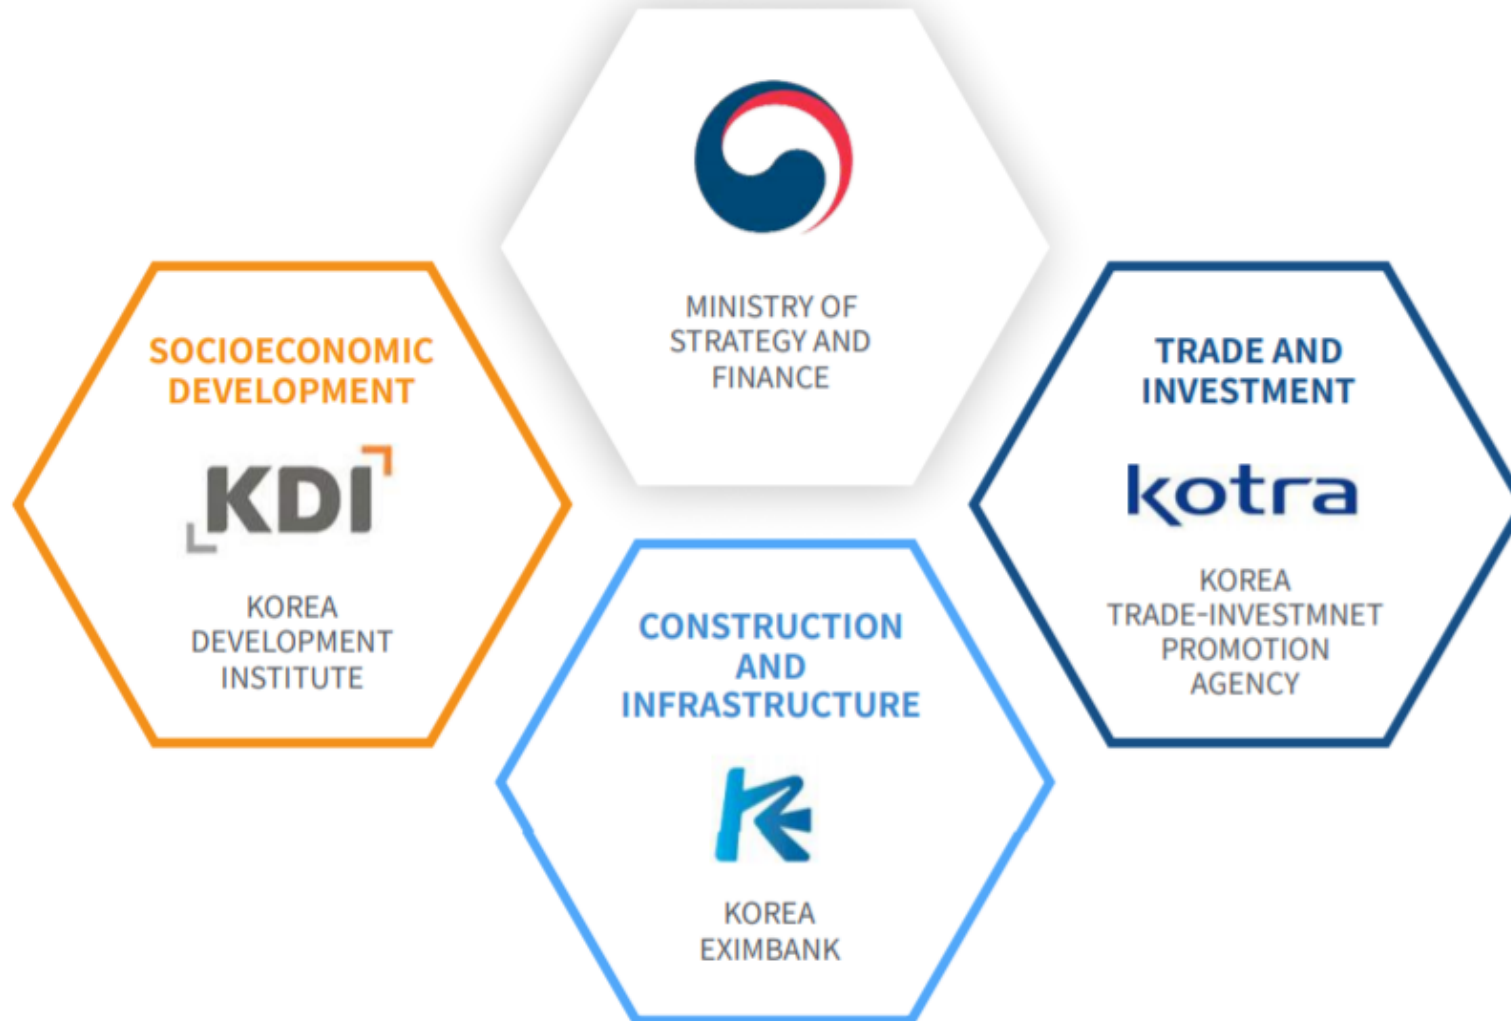 MINISTRY OF
STRATEGY AND
FINANCE
SOCIOECONOMIC
DEVELOPMENT
KDI
KOREA
DEVELOPMENT
INSTITUTE
CONSTRUCTION
AND
INFRASTRUCTURE
KOREA
EXIMBANK
TRADE AND
INVESTMENT
kotra
KOREA
TRADE-INVESTMNET
PROMOTION
AGENCY